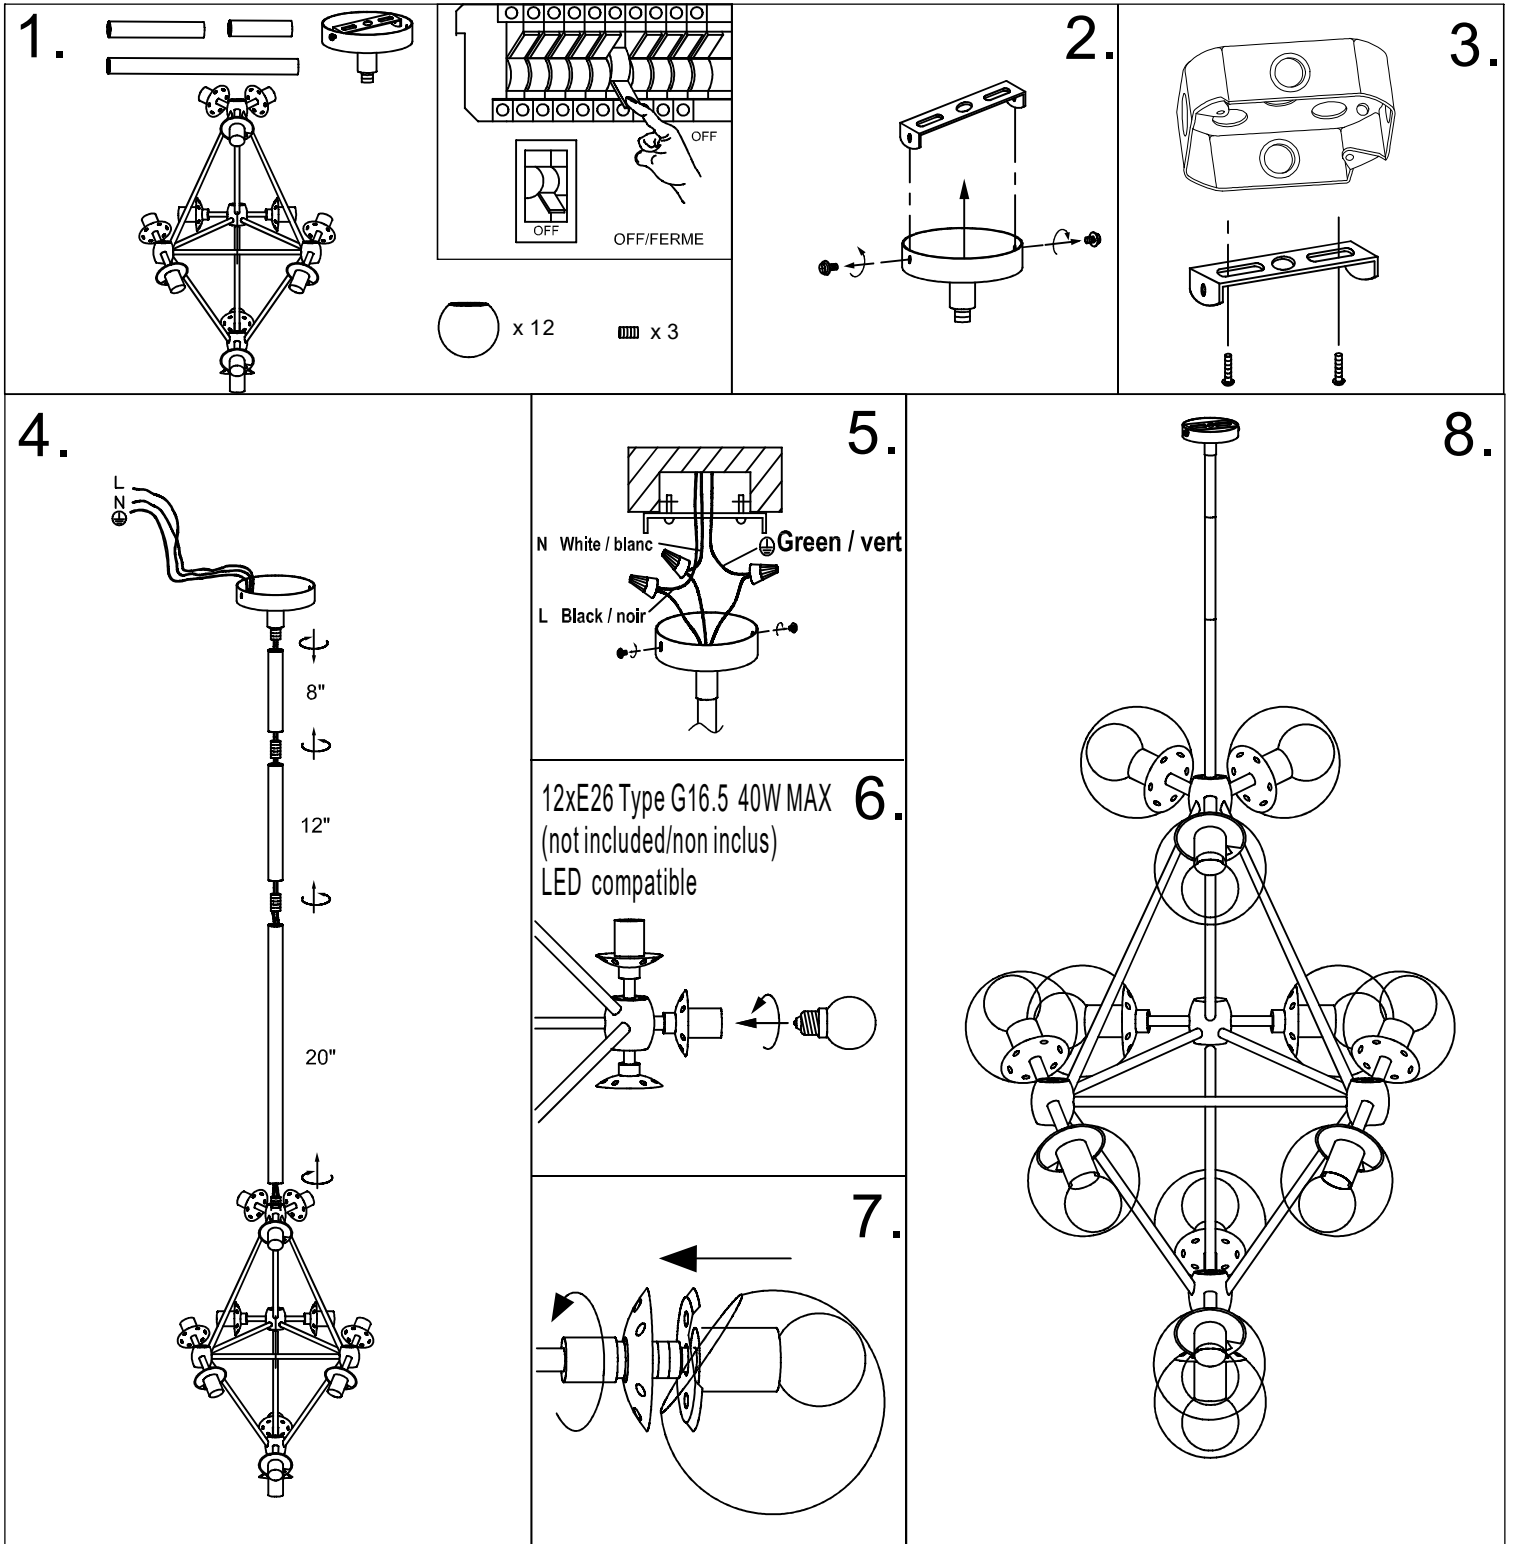 1.
OFF
OFF
OFF/FERME
x 12
x 3
2.
3.
4.
L
N
8"
12"
20"
5.
N White / blanc
Green / vert
L Black / noir
6.
12xE26 Type G16.5 40W MAX
(not included/non inclus)
LED compatible
7.
8.